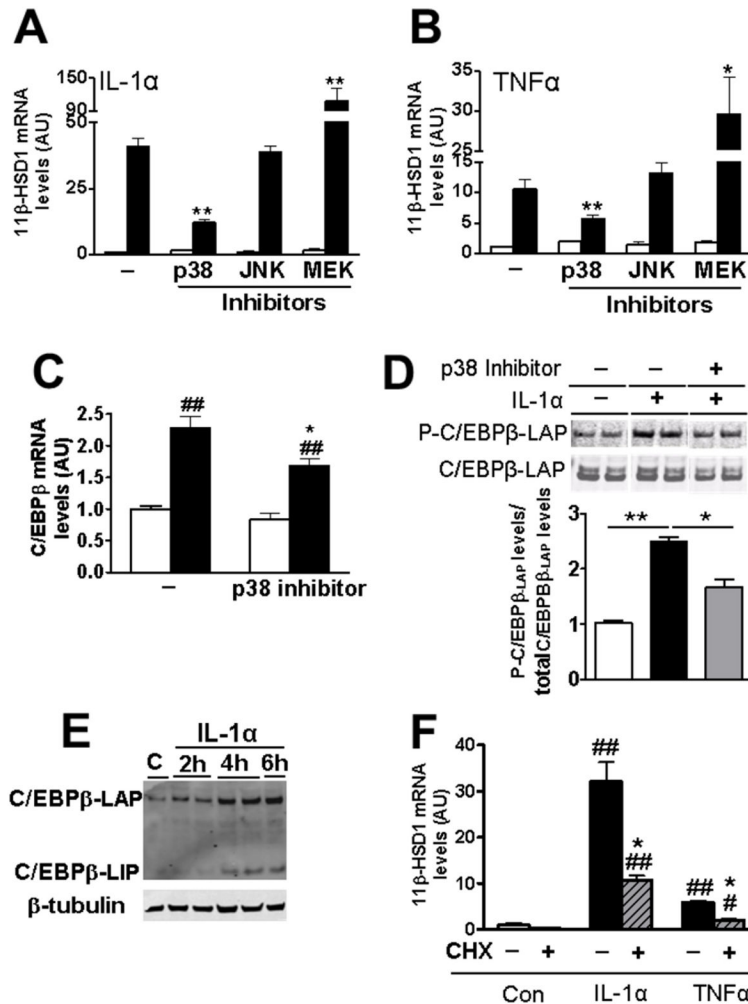 A
IL-1α
11β-HSD1 mRNA
levels (AU)
150
90
50
25
0
**
**
–
p38
JNK
MEK
Inhibitors
B
TNFα
11β-HSD1 mRNA
levels (AU)
35
25
15
10
5
0
**
*
–
p38
JNK
MEK
Inhibitors
C
C/EBPβ mRNA
levels (AU)
2.5
2.0
1.5
1.0
0.5
0.0
##
*
##
–
p38 inhibitor
D
p38 Inhibitor
– – +
IL-1α
– + +
P-C/EBPβ-LAP
C/EBPβ-LAP
P-C/EBPβ-LAP levels/
total C/EBPBβ-LAP levels
3
2
1
0
**
*
E
IL-1α
C 2h 4h 6h
C/EBPβ-LAP
C/EBPβ-LIP
β-tubulin
F
11β-HSD1 mRNA
levels (AU)
40
30
20
10
0
##
*
##
##
*
#
CHX – + – + – +
Con IL-1α TNFα